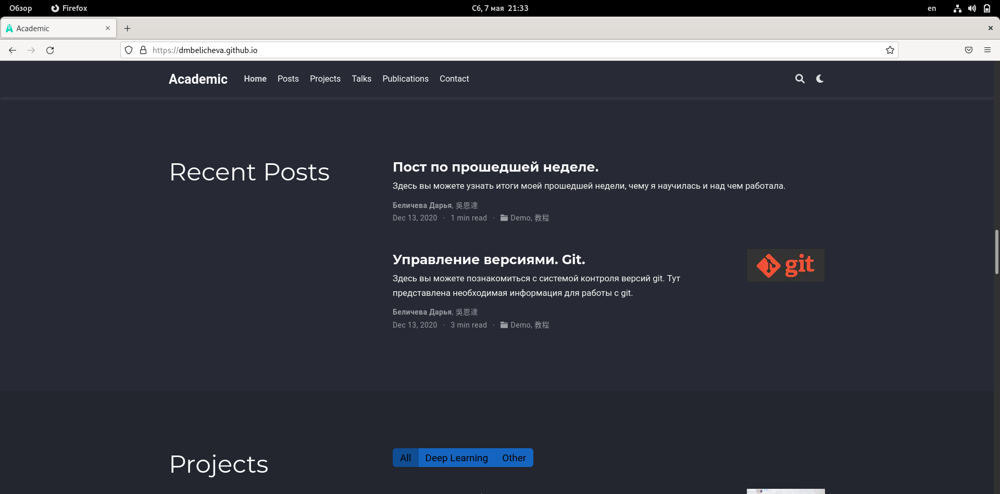 Обзор Firefox Сб, 7 мая 21:33 en
Academic
https://dmbelicheva.github.io
Academic Home Posts Projects Talks Publications Contact
Recent Posts
Пост по прошедшей неделе.
Здесь вы можете узнать итоги моей прошедшей недели, чему я научилась и над чем работала.
Беличева Дарья, 吳恩達
Dec 13, 2020 · 1 min read · Demo, 教程
Управление версиями. Git.
git
Здесь вы можете познакомиться с системой контроля версий git. Тут
представлена необходимая информация для работы с git.
Беличева Дарья, 吳恩達
Dec 13, 2020 · 3 min read · Demo, 教程
Projects
All Deep Learning Other